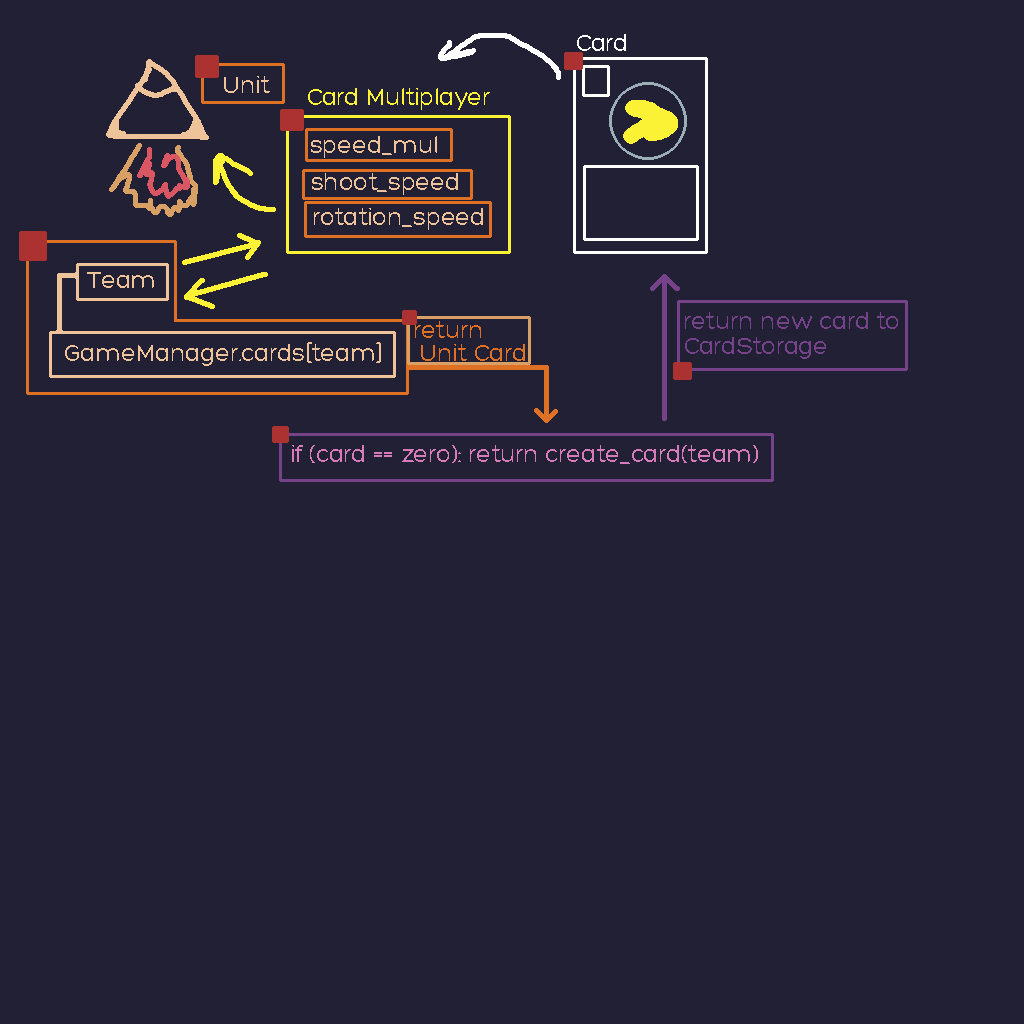 Card
Unit
Card Multiplayer
speed_mul
shoot_speed
rotation_speed
Team
GameManager.cards[team]
return
Unit Card
return new card to
CardStorage
if (card == zero): return create_card(team)